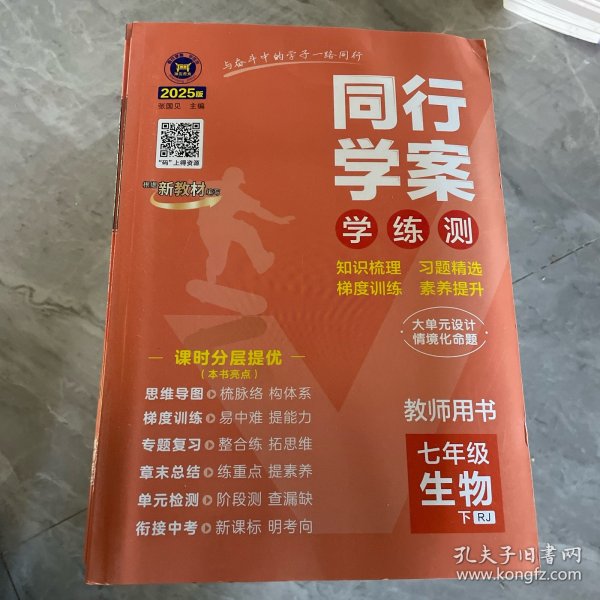 与奋斗中的学子一路同行
2025版
张国见 主编
"码"上得资源
根据新教材编写
同行
学案
学练测
知识梳理 习题精选
梯度训练 素养提升
大单元设计
情境化命题
课时分层提优
(本书亮点)
思维导图 梳脉络 构体系
梯度训练 易中难 提能力
专题复习 整合练 拓思维
章末总结 练重点 提素养
单元检测 阶段测 查漏缺
衔接中考 新课标 明考向
教师用书
七年级
生物
下 RJ
孔夫子旧书网
www.kongfz.com